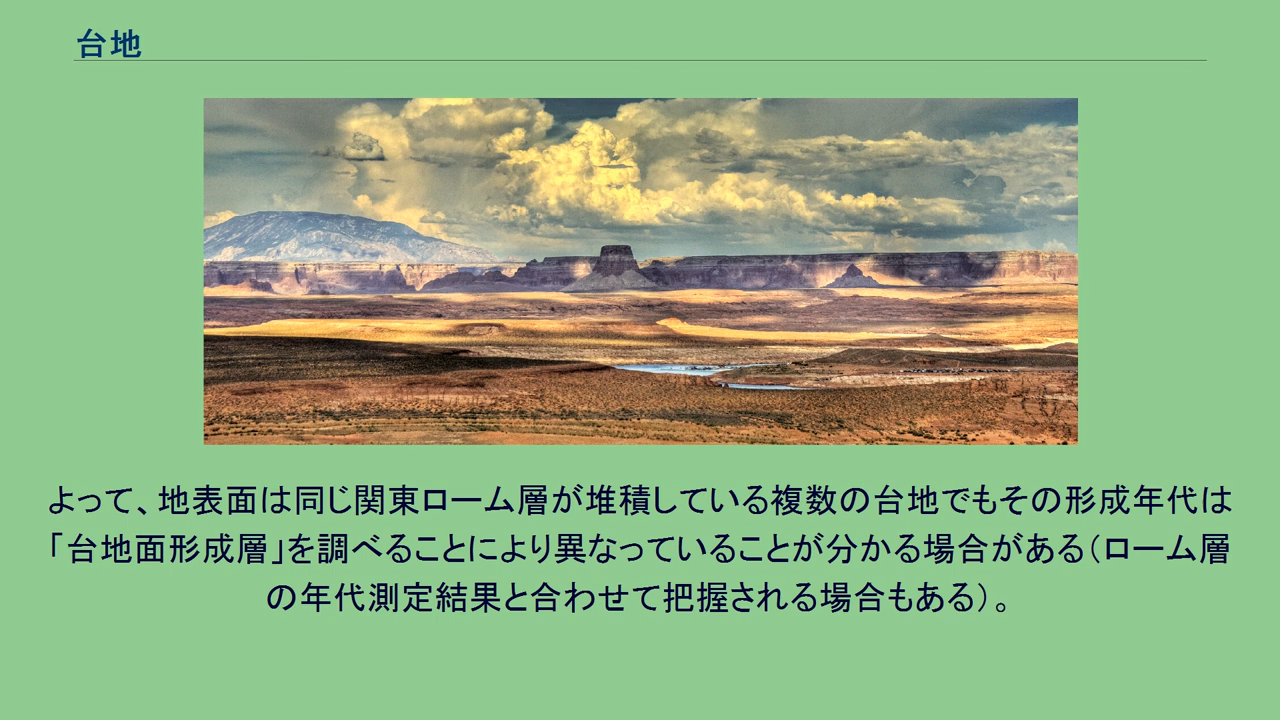 台地
よって、地表面は同じ関東ローム層が堆積している複数の台地でもその形成年代は
「台地面形成層」を調べることにより異なっていることが分かる場合がある（ローム層
の年代測定結果と合わせて把握される場合もある）。